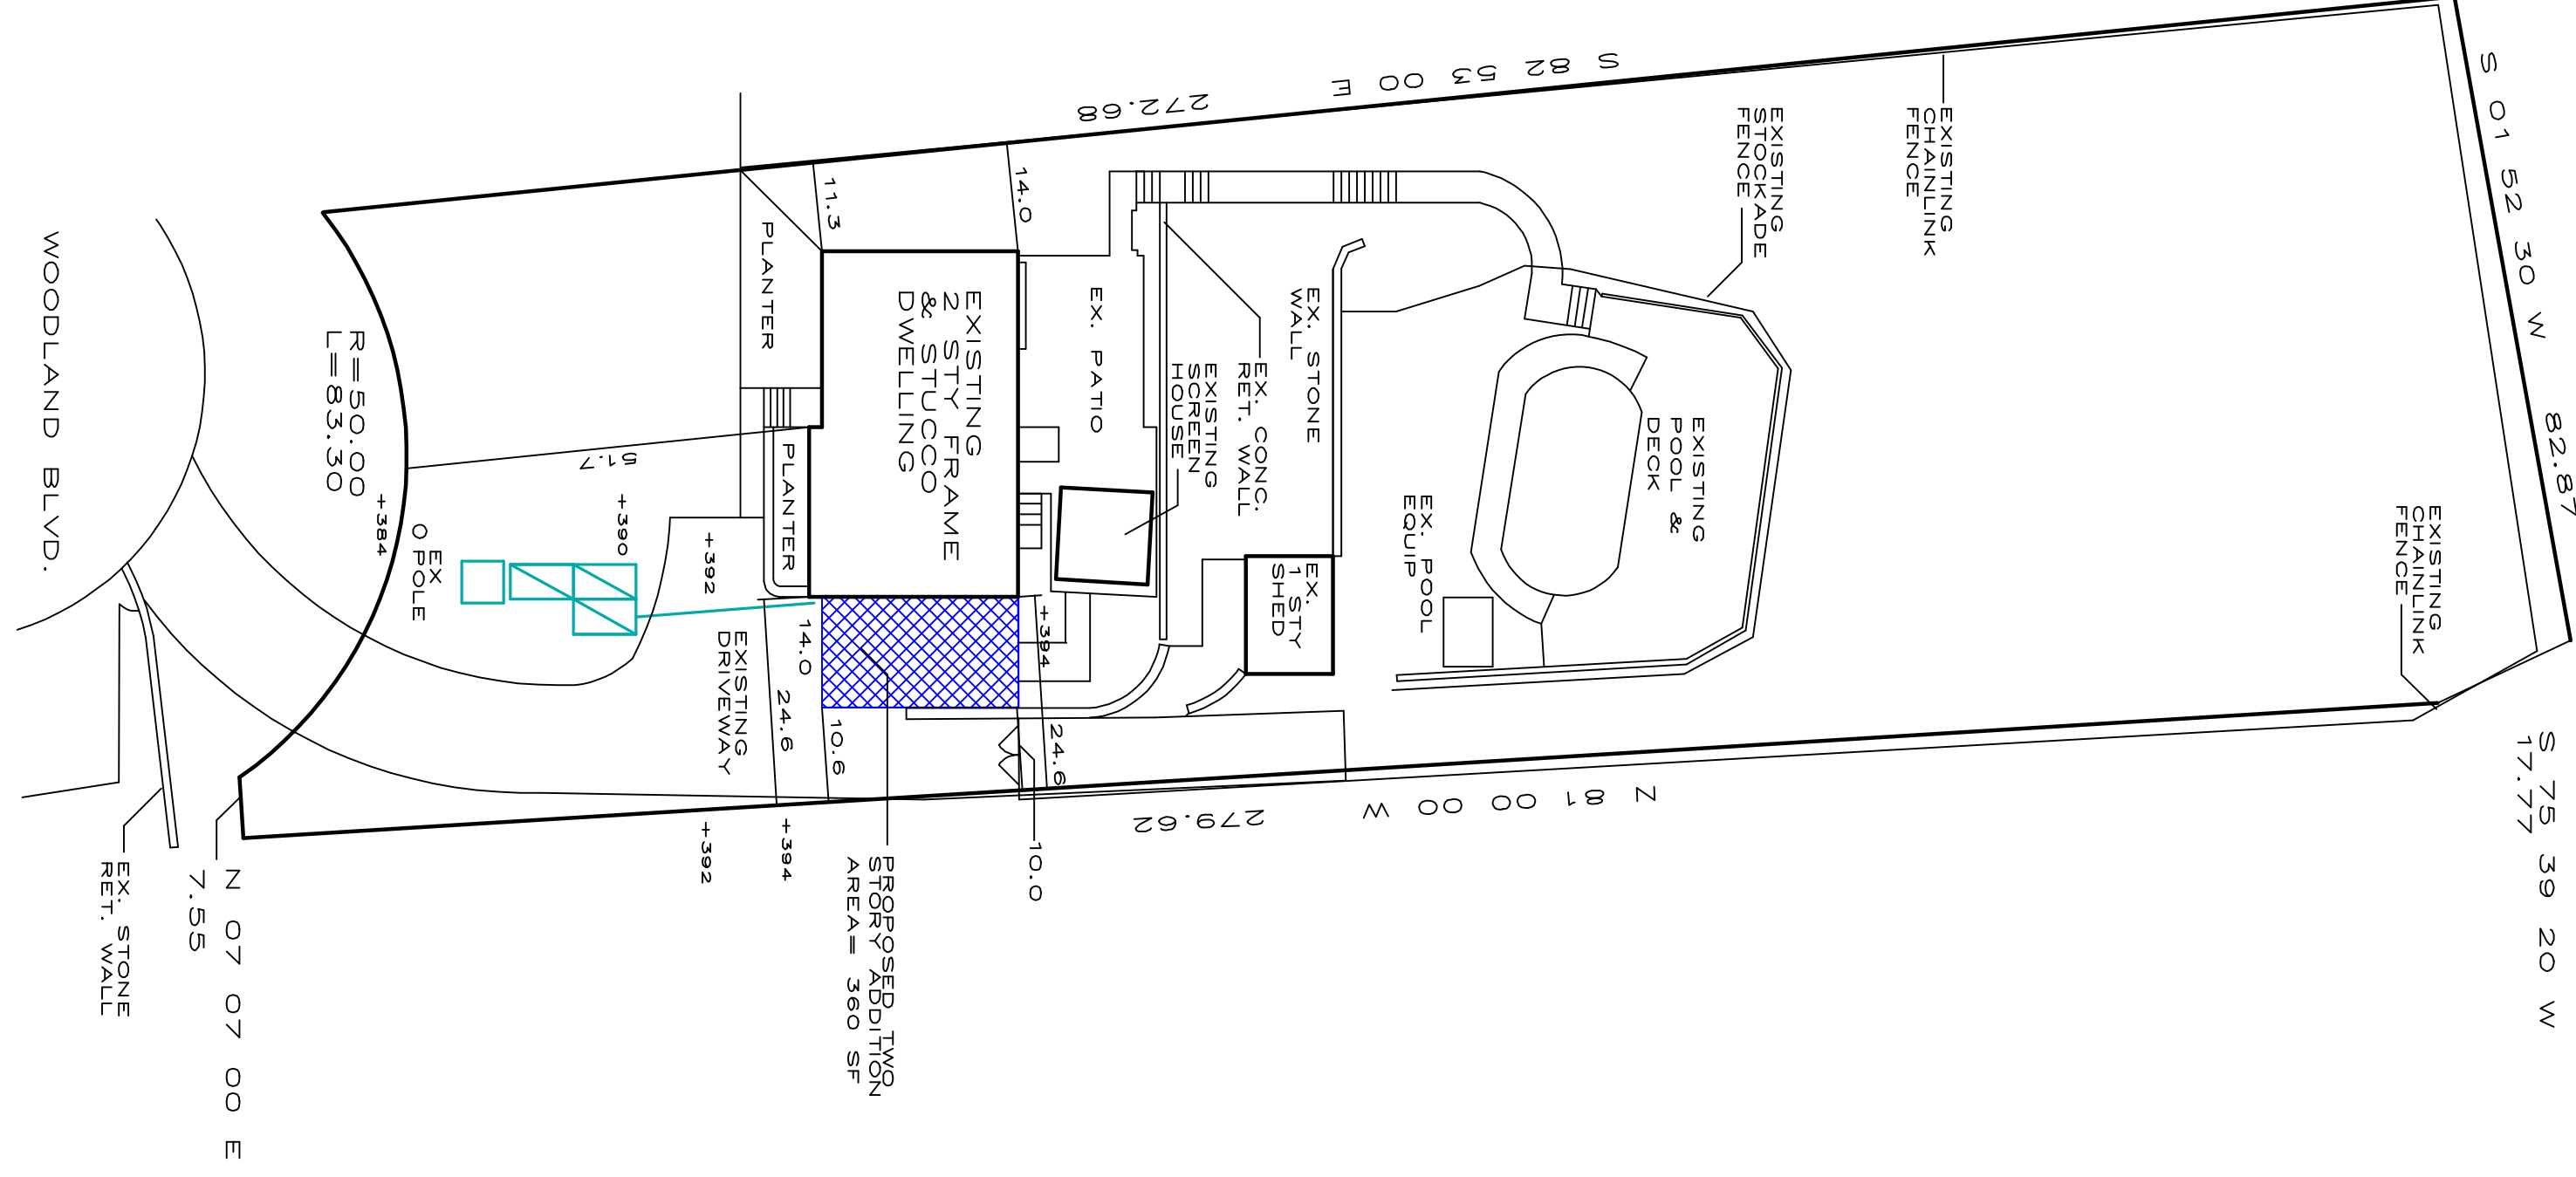 WOODLAND BLVD.
R=50.00
L=83.30
+384
EX
O POLE
+390
+392
51.7
PLANTER
PLANTER
11.3
14.0
272.68
S 82 53 00 E
EXISTING
2 STY FRAME
& STUCCO
DWELLING
EX. PATIO
EXISTING
SCREEN
HOUSE
EX. CONC.
RET. WALL
EX. STONE
WALL
EX.
1 STY
SHED
EX. POOL
EQUIP
EXISTING
POOL &
DECK
EXISTING
STOCKADE
FENCE
EXISTING
CHAINLINK
FENCE
S 01 52 30 W
82.87
EXISTING
CHAINLINK
FENCE
S 75 39 20 W
17.77
N 81 00 00 W
279.62
+394
24.6
10.0
14.0
10.6
24.6
EXISTING
DRIVEWAY
+392
+394
PROPOSED TWO
STORY ADDITION
AREA= 360 SF
N 07 07 00 E
7.55
EX. STONE
RET. WALL